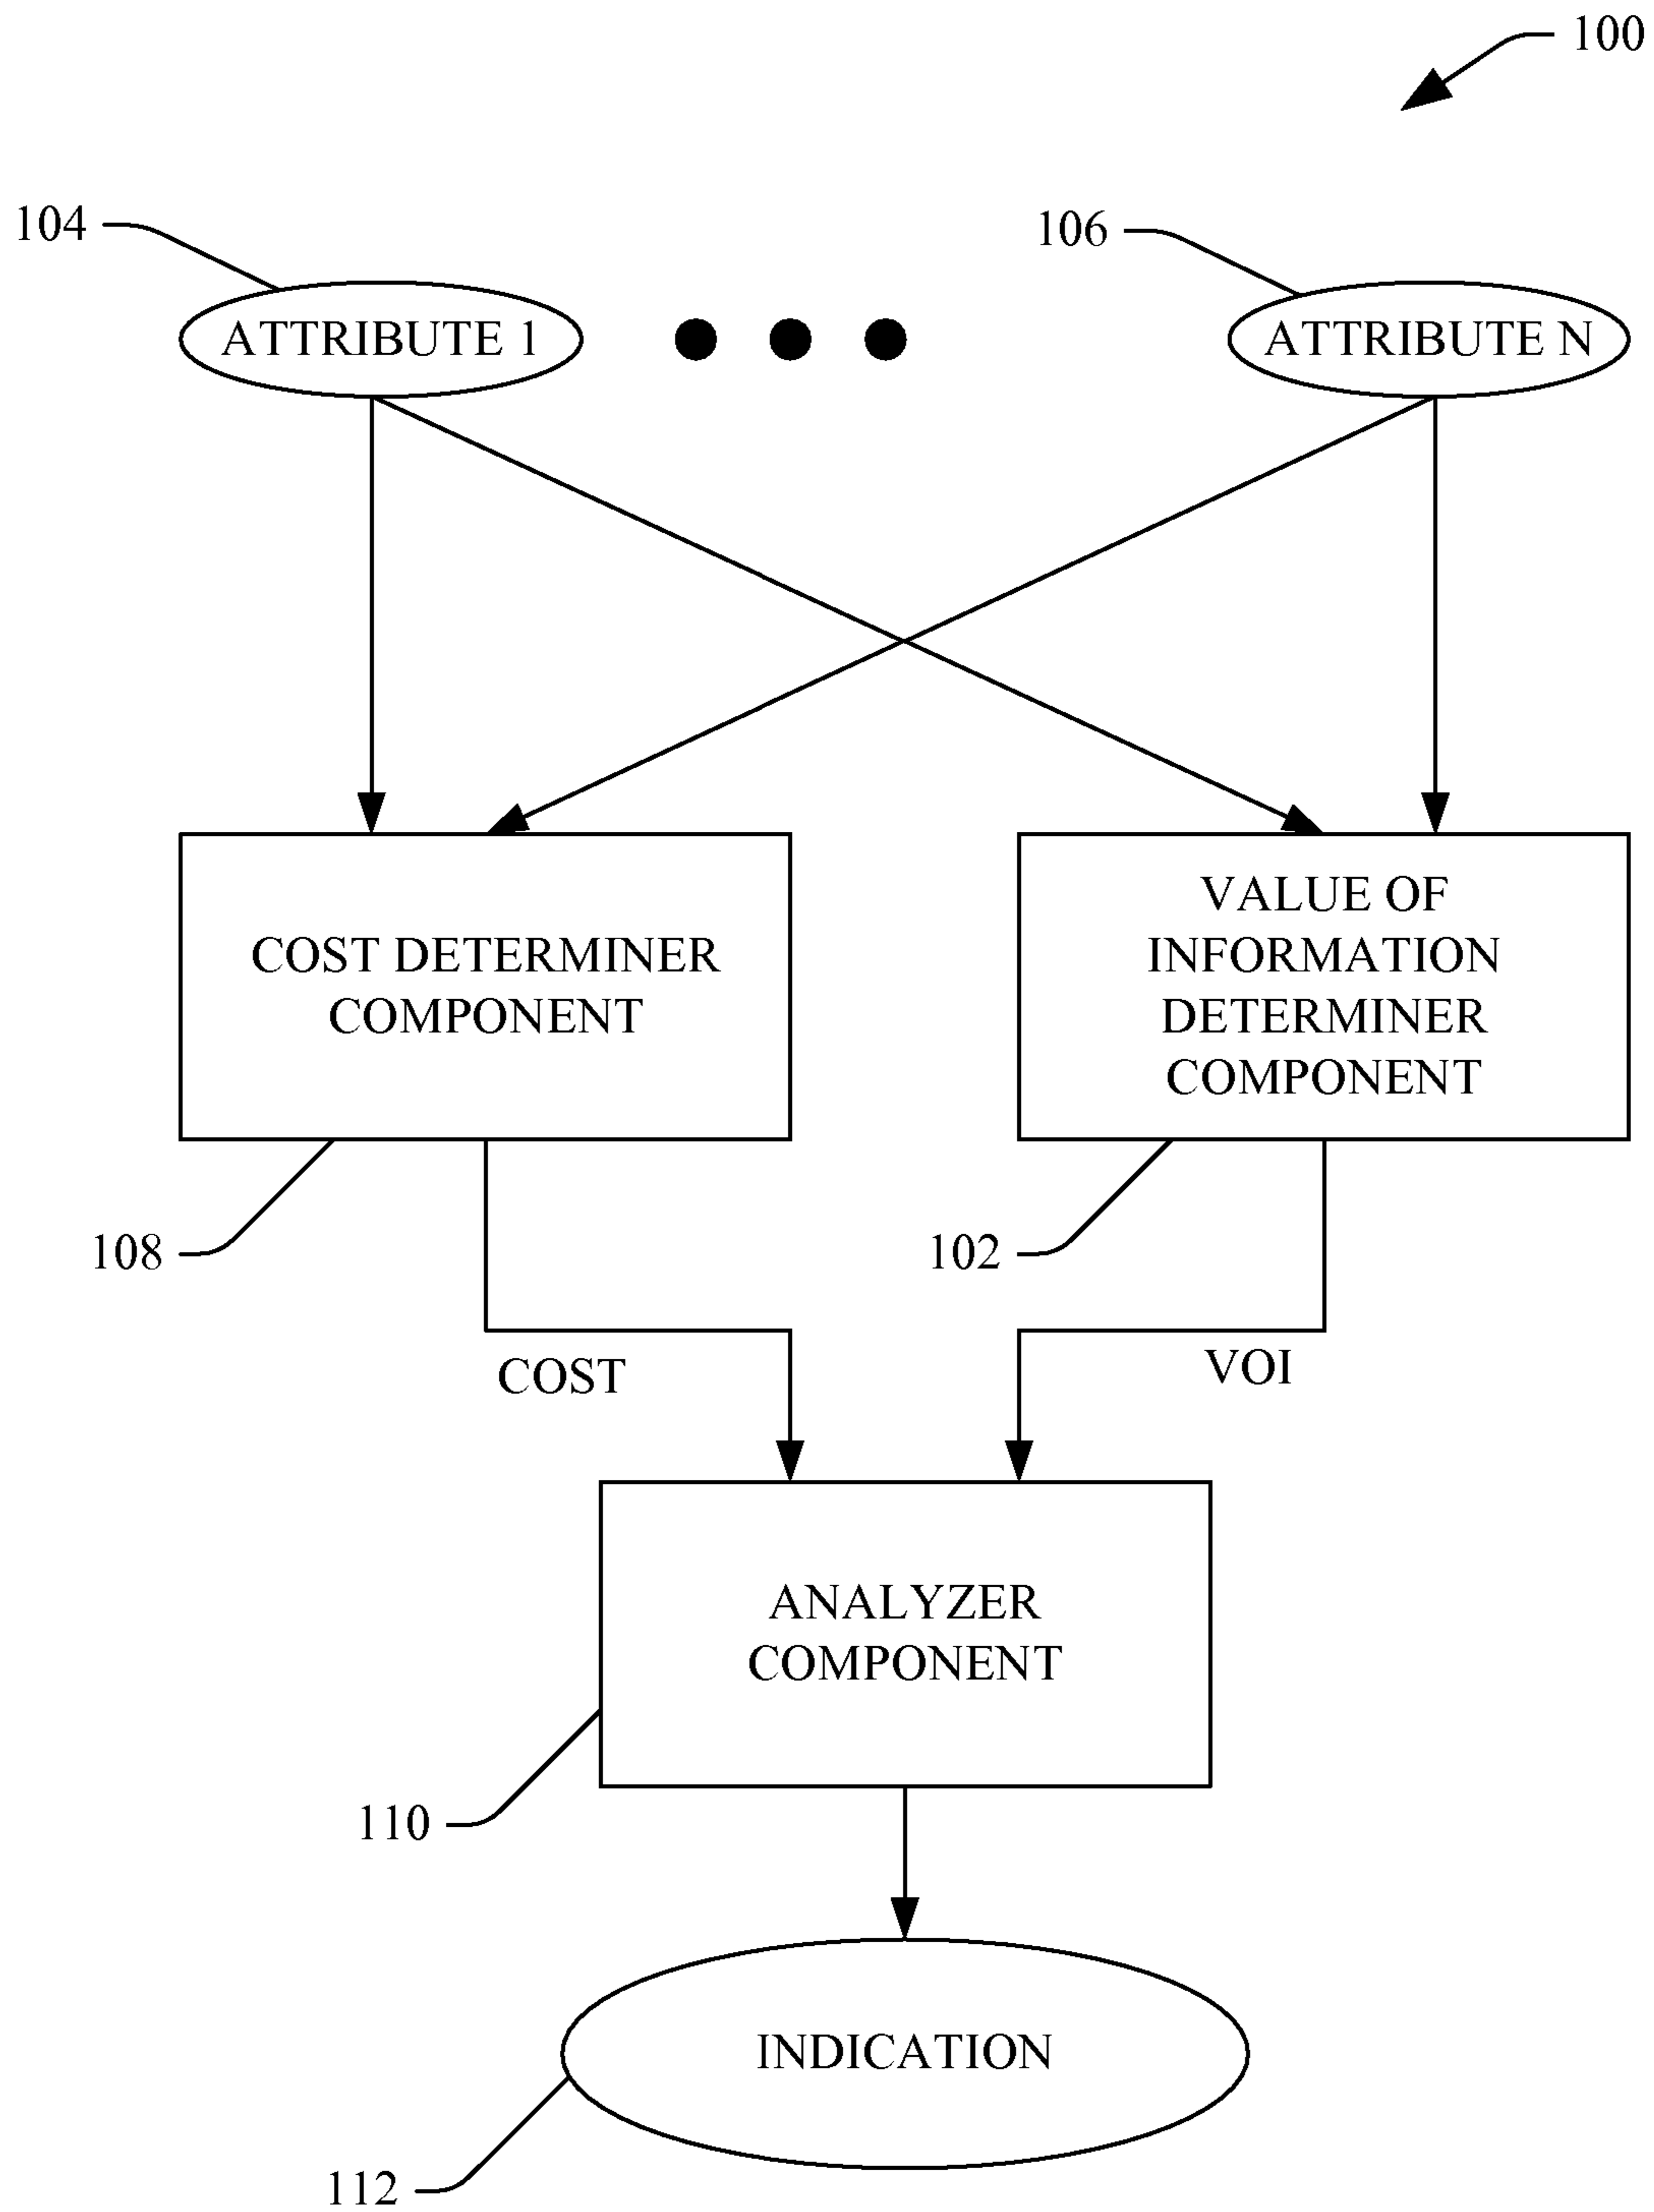 100
104
106
ATTRIBUTE 1
ATTRIBUTE N
COST DETERMINER
COMPONENT
VALUE OF
INFORMATION
DETERMINER
COMPONENT
108
102
COST
VOI
ANALYZER
COMPONENT
110
INDICATION
112